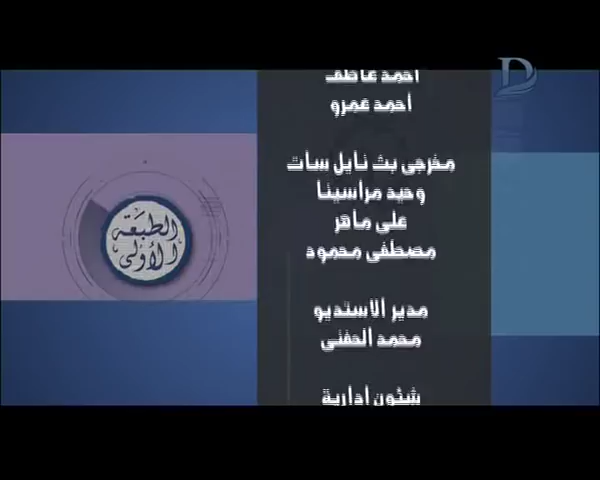 أحمد عاطف
أحمد عمرو
مخرجى بث نايل سات
وحيد مراسينا
على ماهر
مصطفى محمود
مدير الاستديو
محمد الحفنى
شئون إدارية
الطبعة
الأولى
D